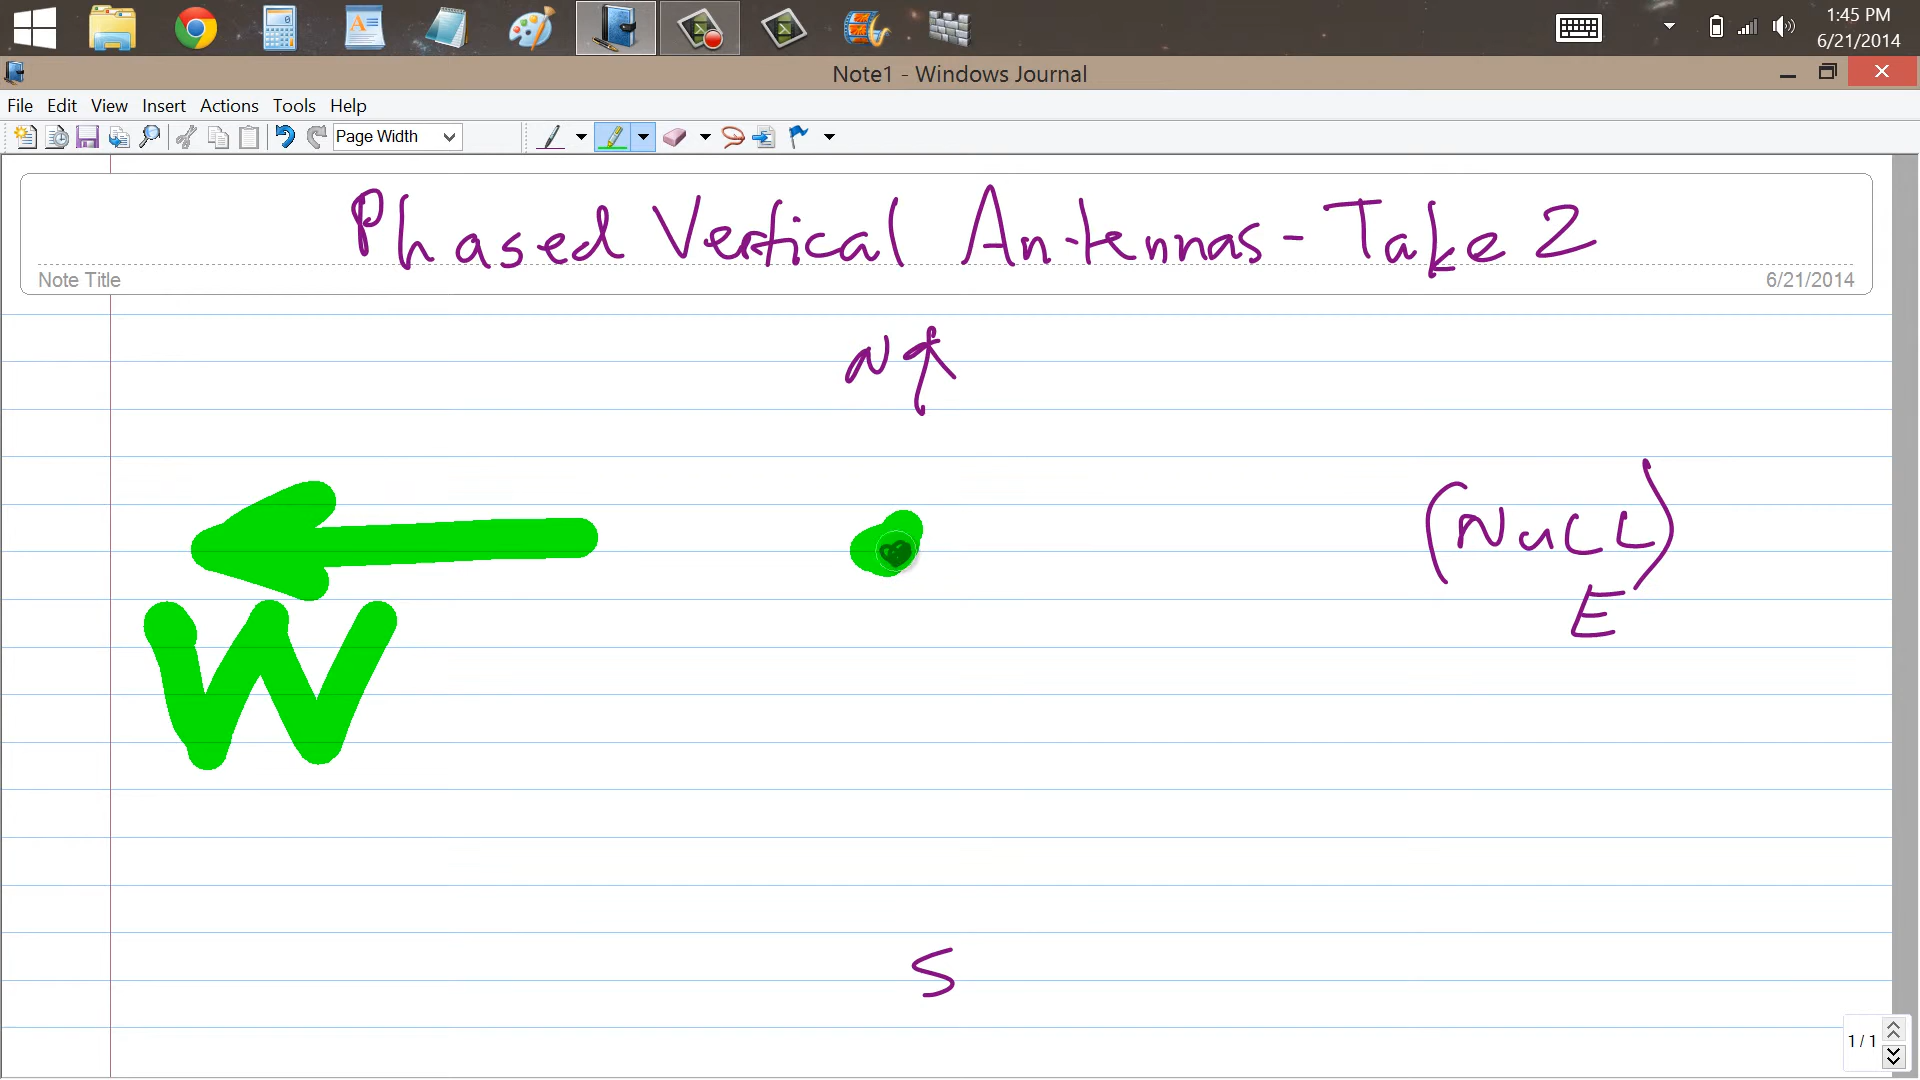 1:45 PM
6/21/2014
Note1 - Windows Journal
File Edit View Insert Actions Tools Help
Page Width
Phased Vertical Antennas - Take 2
Note Title 6/21/2014
N
(NuLL)
E
W
S
1 / 1